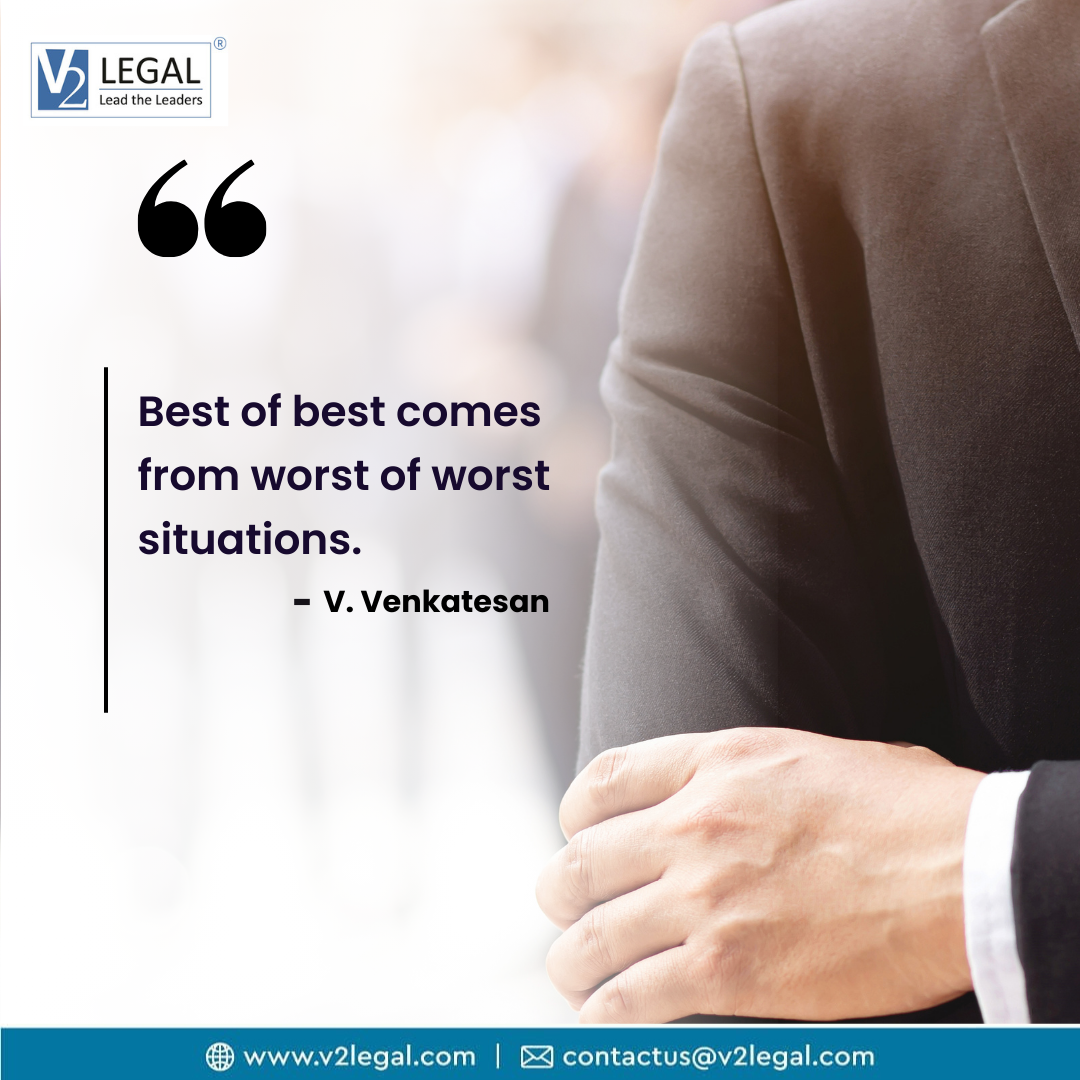 V2 LEGAL ®
Lead the Leaders
“
Best of best comes
from worst of worst
situations.
- V. Venkatesan
www.v2legal.com | contactus@v2legal.com